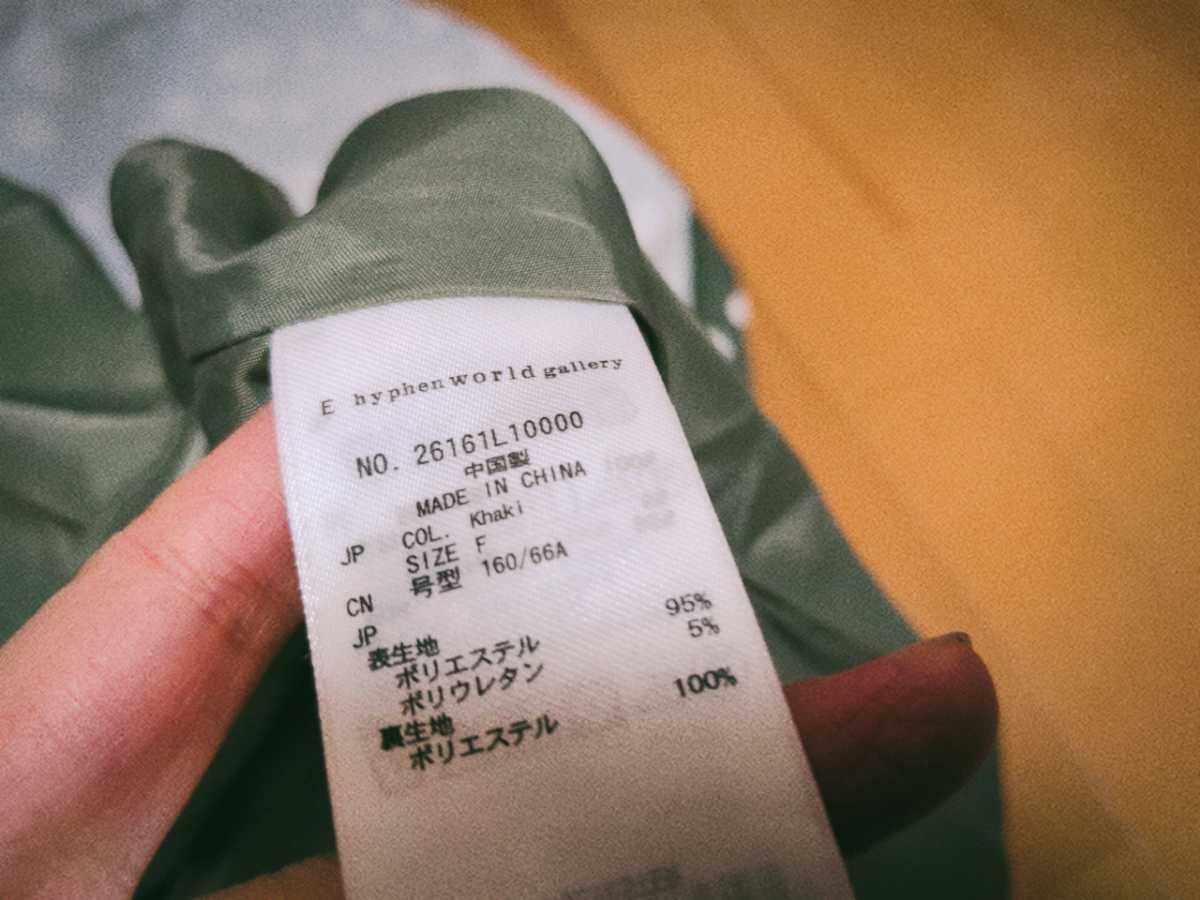 E hyphen world gallery
NO. 26161L10000
中国製
MADE IN CHINA
JP COL. Khaki
SIZE F
CN 号型 160/66A
JP
表生地
ポリエステル 95%
ポリウレタン 5%
裏生地
ポリエステル 100%